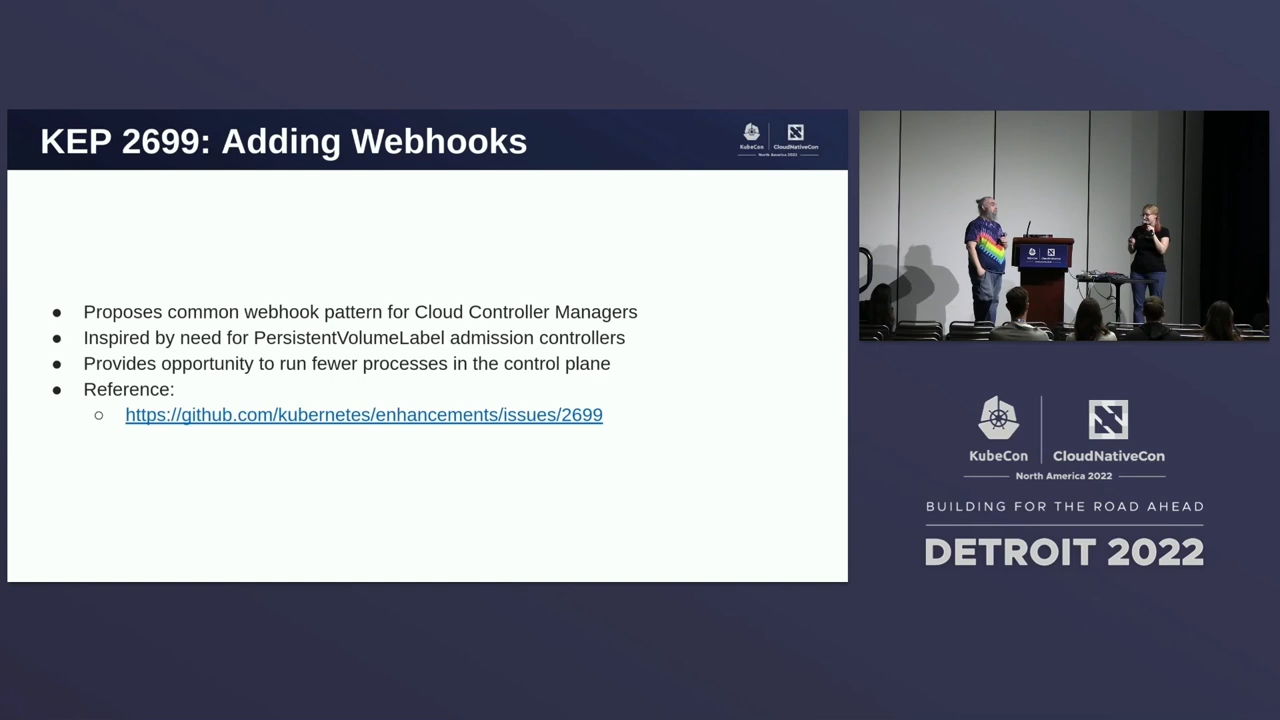 KEP 2699: Adding Webhooks
KubeCon
CloudNativeCon
North America 2022
● Proposes common webhook pattern for Cloud Controller Managers
● Inspired by need for PersistentVolumeLabel admission controllers
● Provides opportunity to run fewer processes in the control plane
● Reference:
○ https://github.com/kubernetes/enhancements/issues/2699
KubeCon
CloudNativeCon
North America 2022
BUILDING FOR THE ROAD AHEAD
DETROIT 2022